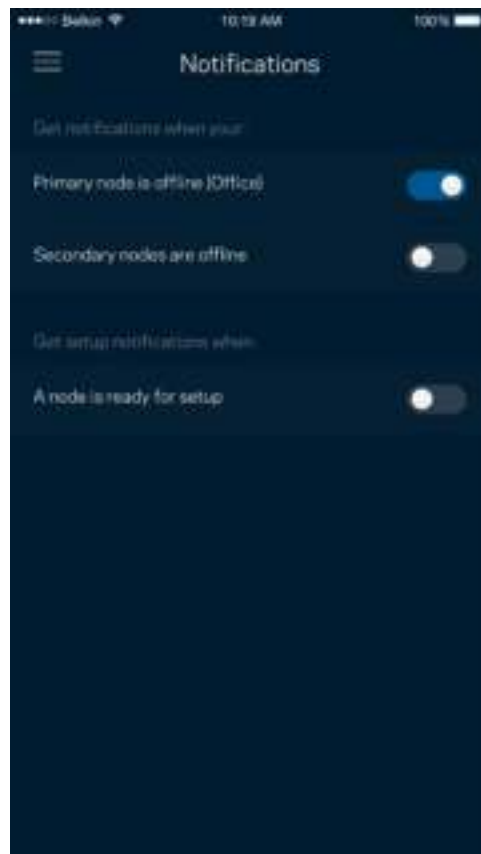 Belkin 10:19 AM 100%
Notifications
Get notifications when your:
Primary node is offline (Office)
Secondary nodes are offline
Get setup notifications when:
A node is ready for setup